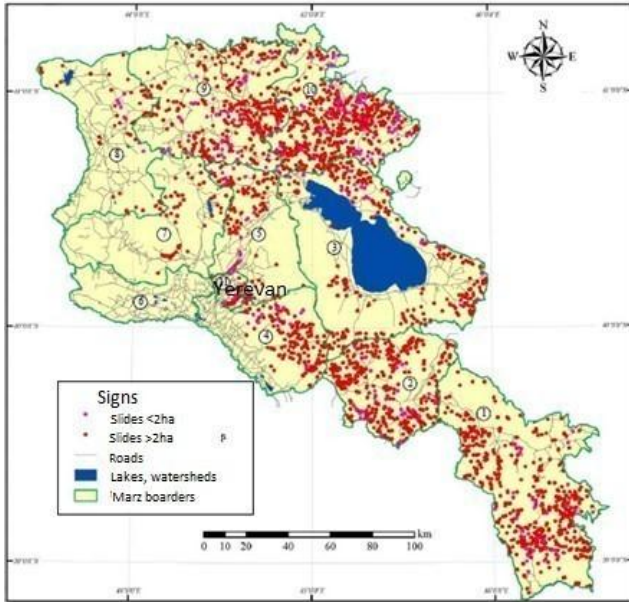 N
W E
S
9
10
8
7
5
3
Yerevan
6
4
2
1
Signs
Slides <2ha
Slides >2ha
Roads
Lakes, watersheds
'Marz boarders
km
0 10 20 40 60 80 100